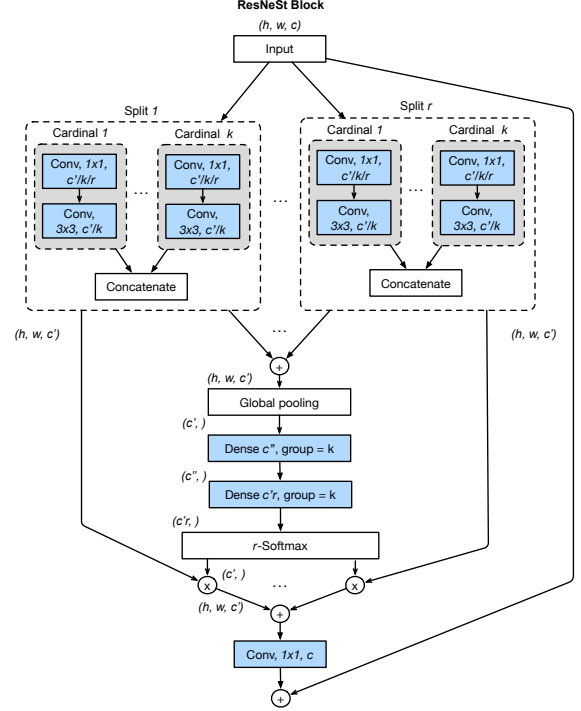 ResNeSt Block
(h, w, c)
Input
Split 1
Split r
Cardinal 1
Cardinal k
Cardinal 1
Cardinal k
Conv, 1x1,
c'/k/r
Conv,
3x3, c'/k
...
Conv, 1x1,
c'/k/r
Conv,
3x3, c'/k
Concatenate
...
Conv, 1x1,
c'/k/r
Conv,
3x3, c'/k
...
Conv, 1x1,
c'/k/r
Conv,
3x3, c'/k
Concatenate
(h, w, c')
...
(h, w, c')
+
(h, w, c')
Global pooling
(c', )
Dense c'', group = k
(c'', )
Dense c'r, group = k
(c'r, )
r-Softmax
(c', )
x
...
x
(h, w, c')
+
Conv, 1x1, c
+